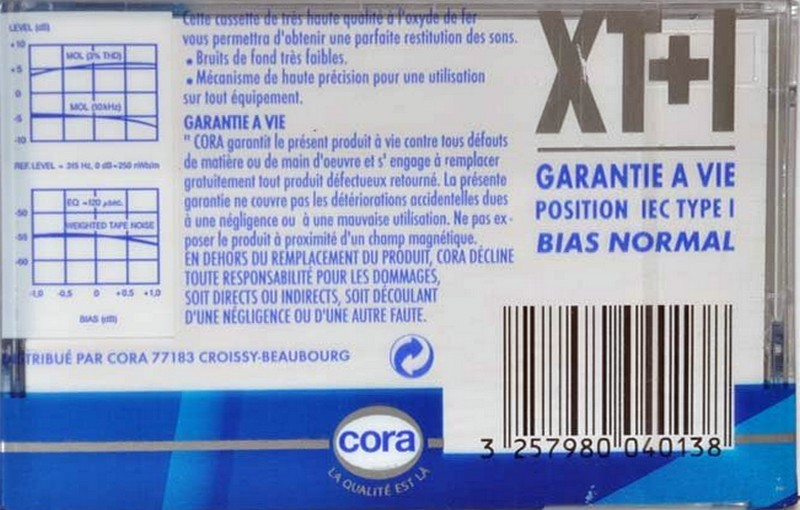 LEVEL (dB)
+10
+5
0
-5
-10
MOL (3% THD)
MOL (10kHz)
REF.LEVEL = 315 Hz, 0 dB=250 nWb/m
-50
-60
EQ =120 µsec.
WEIGHTED TAPE NOISE
-1,0 -0,5 0 +0,5 +1,0
BIAS (dB)
Cette cassette de très haute qualité à l'oxyde de fer
vous permettra d'obtenir une parfaite restitution des sons.
• Bruits de fond très faibles.
• Mécanisme de haute précision pour une utilisation
sur tout équipement.
GARANTIE A VIE
" CORA garantit le présent produit à vie contre tous défauts
de matière ou de main d'oeuvre et s' engage à remplacer
gratuitement tout produit défectueux retourné. La présente
garantie ne couvre pas les détériorations accidentelles dues
à une négligence ou à une mauvaise utilisation. Ne pas ex-
poser le produit à proximité d'un champ magnétique.
EN DEHORS DU REMPLACEMENT DU PRODUIT, CORA DÉCLINE
TOUTE RESPONSABILITÉ POUR LES DOMMAGES,
SOIT DIRECTS OU INDIRECTS, SOIT DÉCOULANT
D'UNE NÉGLIGENCE OU D'UNE AUTRE FAUTE.
XT+I
GARANTIE A VIE
POSITION IEC TYPE I
BIAS NORMAL
TRIBUÉ PAR CORA 77183 CROISSY-BEAUBOURG
cora
LA QUALITÉ EST LÀ
3 257980 040138